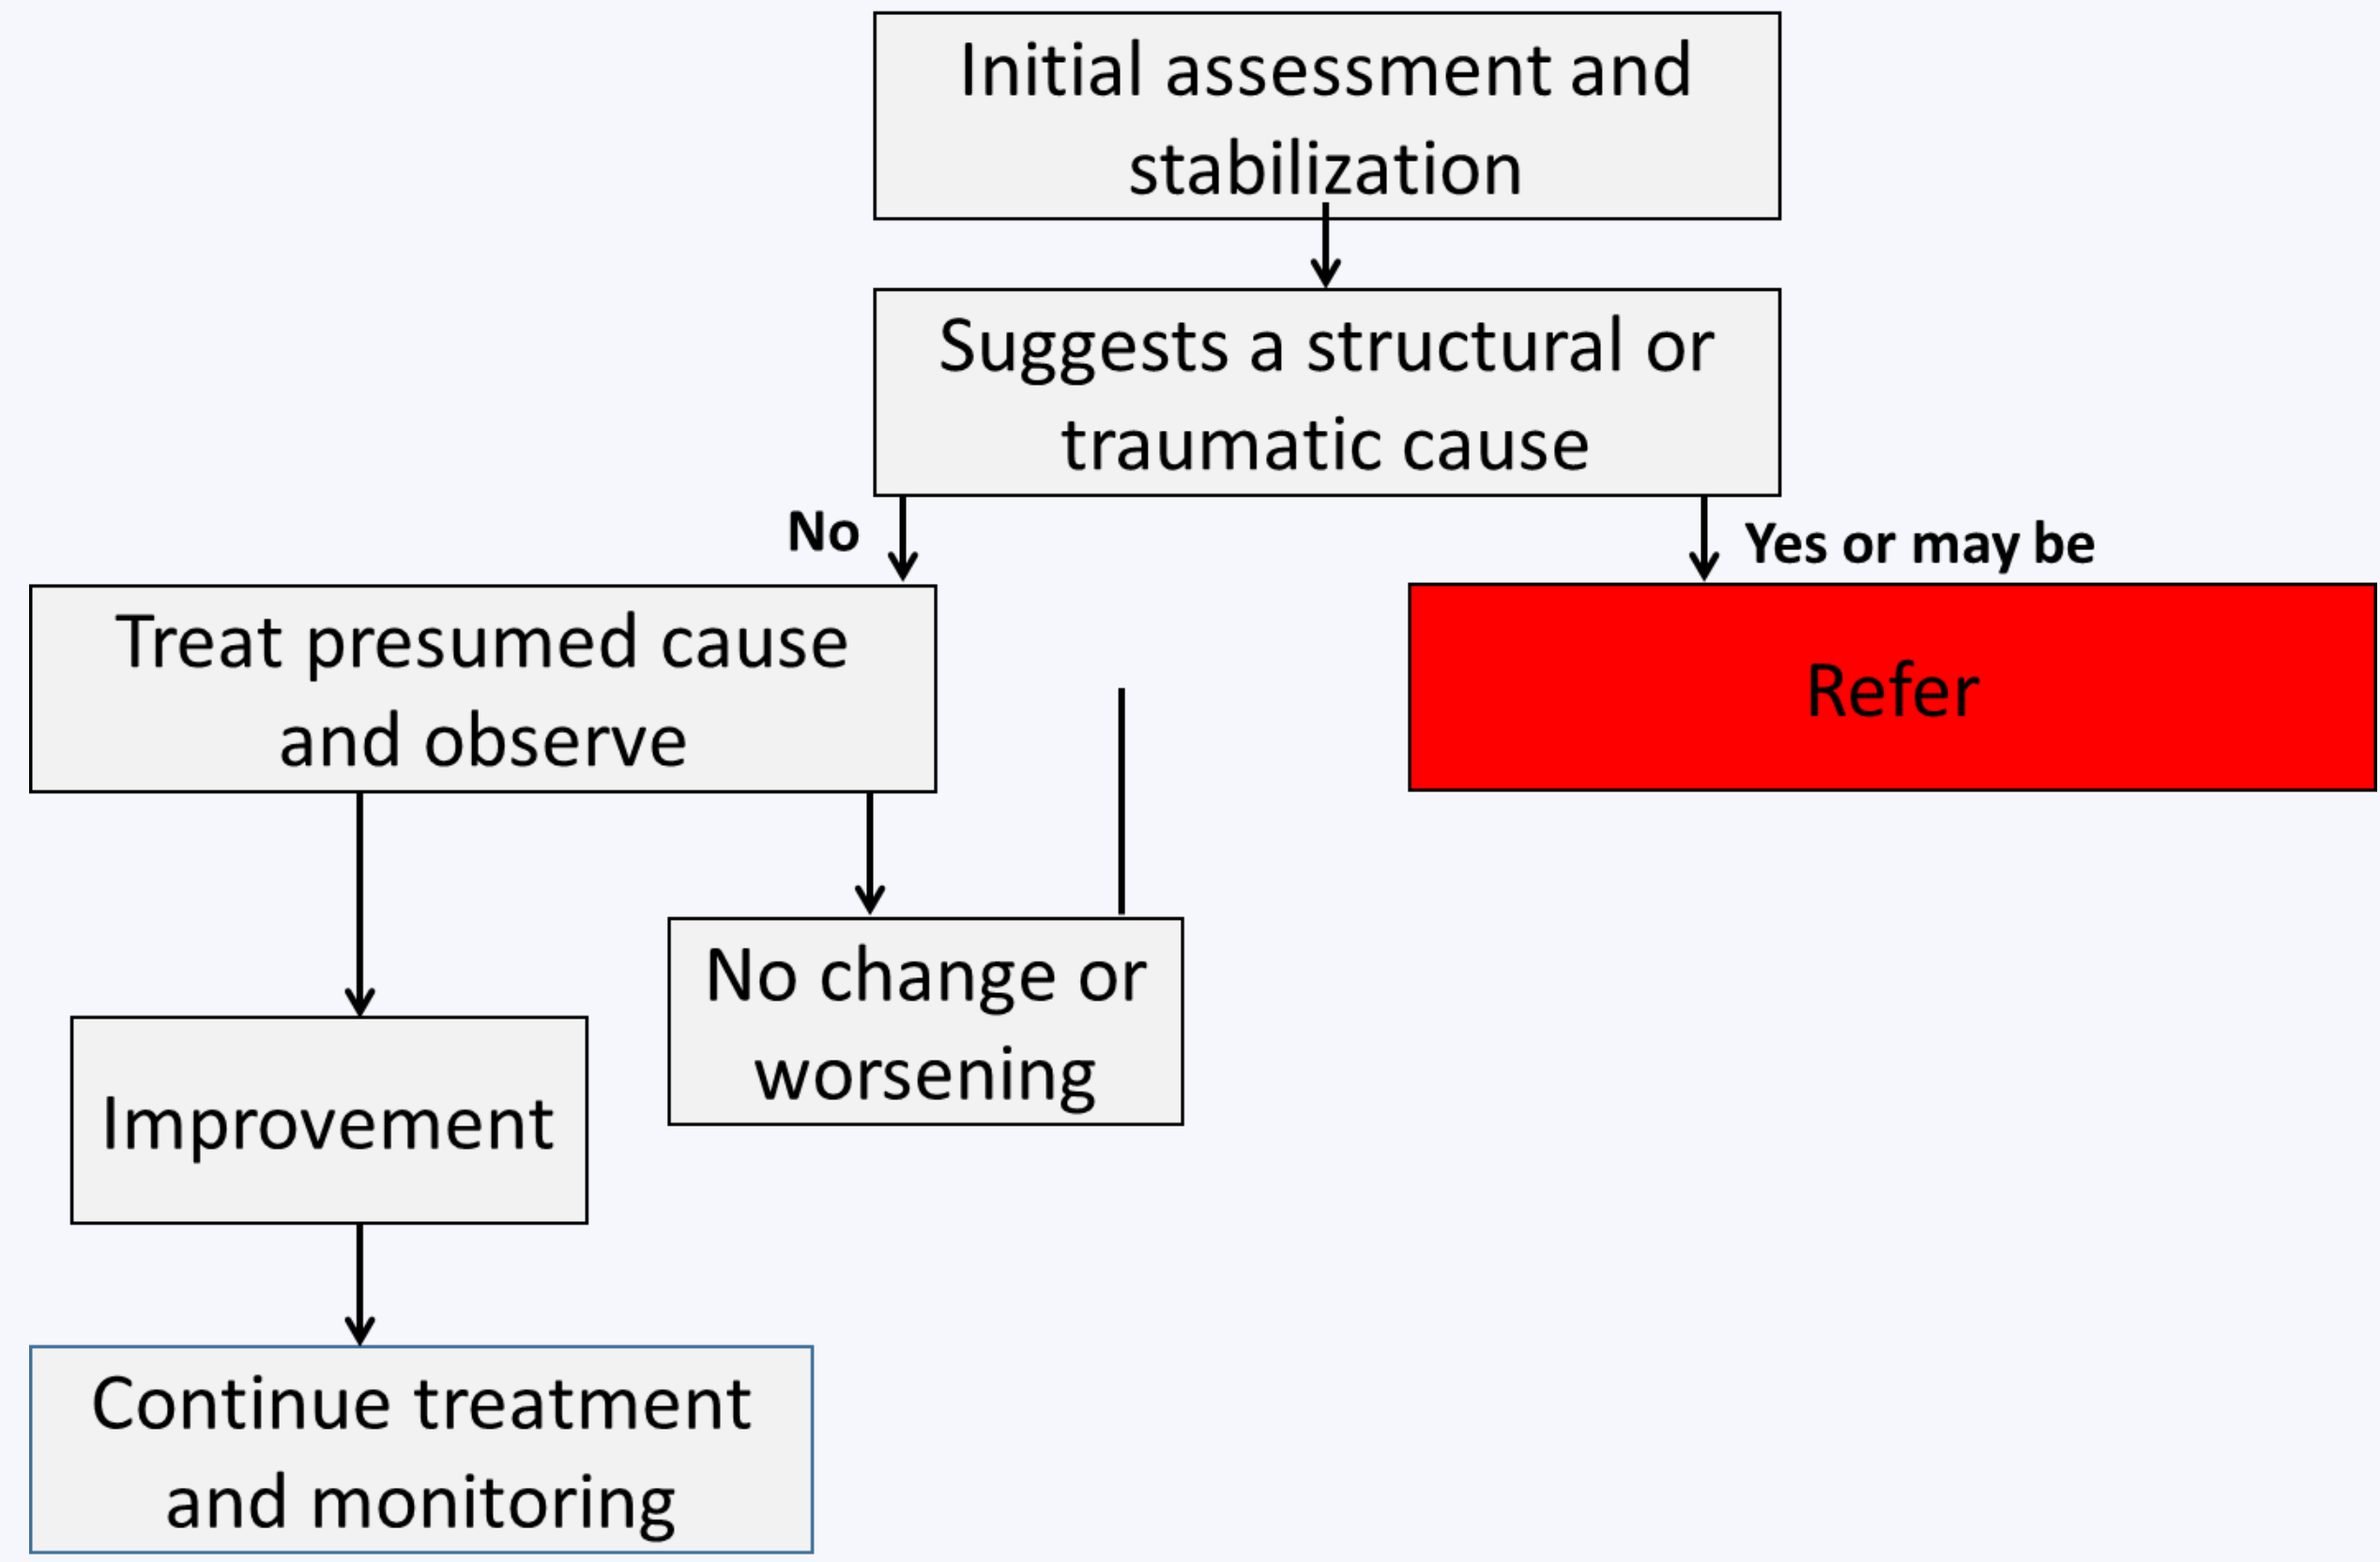 Initial assessment and
stabilization
Suggests a structural or
traumatic cause
No
Yes or may be
Treat presumed cause
and observe
Refer
No change or
worsening
Improvement
Continue treatment
and monitoring